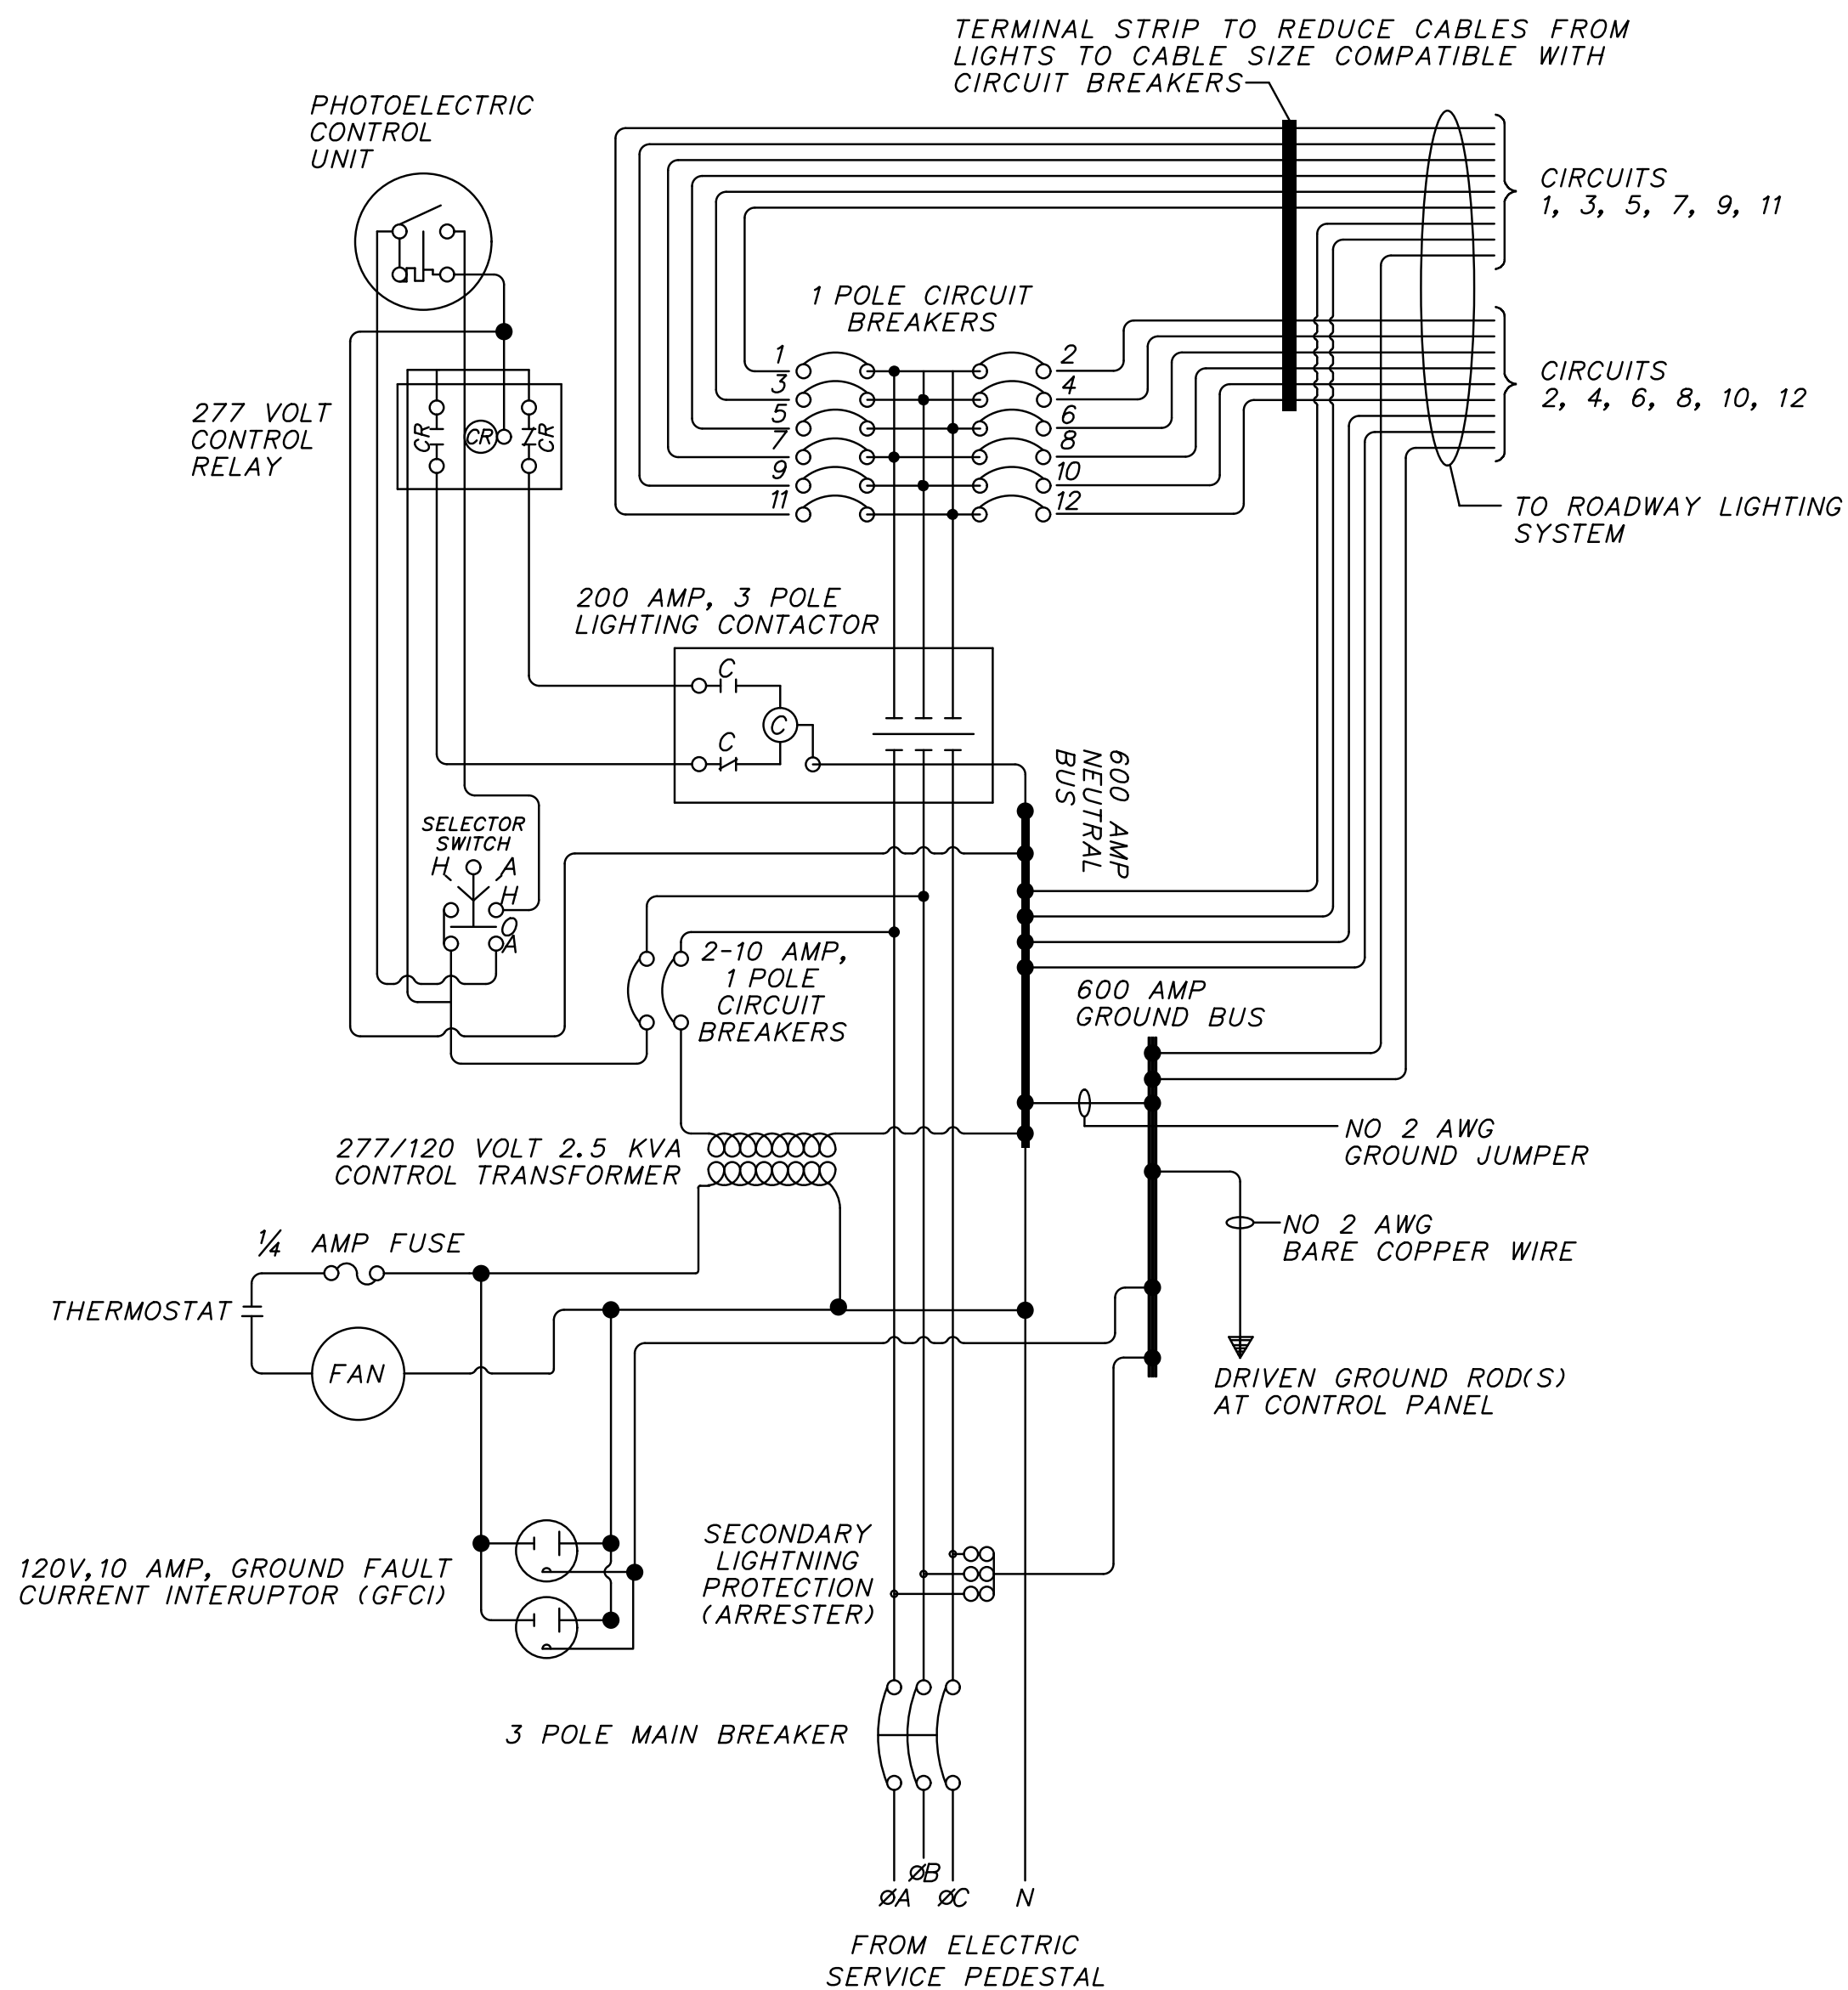 TERMINAL STRIP TO REDUCE CABLES FROM
LIGHTS TO CABLE SIZE COMPATIBLE WITH
CIRCUIT BREAKERS
PHOTOELECTRIC
CONTROL
UNIT
CIRCUITS
1, 3, 5, 7, 9, 11
1 POLE CIRCUIT
BREAKERS
1 2
3 4
5 6
7 8
9 10
11 12
CIRCUITS
2, 4, 6, 8, 10, 12
277 VOLT
CONTROL
RELAY
CR
CR
CR
TO ROADWAY LIGHTING
SYSTEM
200 AMP, 3 POLE
LIGHTING CONTACTOR
C
C
C
600 AMP
NEUTRAL
BUS
SELECTOR
SWITCH
H A
H
O
A
2-10 AMP,
1 POLE
CIRCUIT
BREAKERS
600 AMP
GROUND BUS
NO 2 AWG
GROUND JUMPER
277/120 VOLT 2.5 KVA
CONTROL TRANSFORMER
NO 2 AWG
BARE COPPER WIRE
1/4 AMP FUSE
THERMOSTAT
FAN
DRIVEN GROUND ROD(S)
AT CONTROL PANEL
SECONDARY
LIGHTNING
PROTECTION
(ARRESTER)
120V,10 AMP, GROUND FAULT
CURRENT INTERUPTOR (GFCI)
3 POLE MAIN BREAKER
ØA ØB ØC N
FROM ELECTRIC
SERVICE PEDESTAL